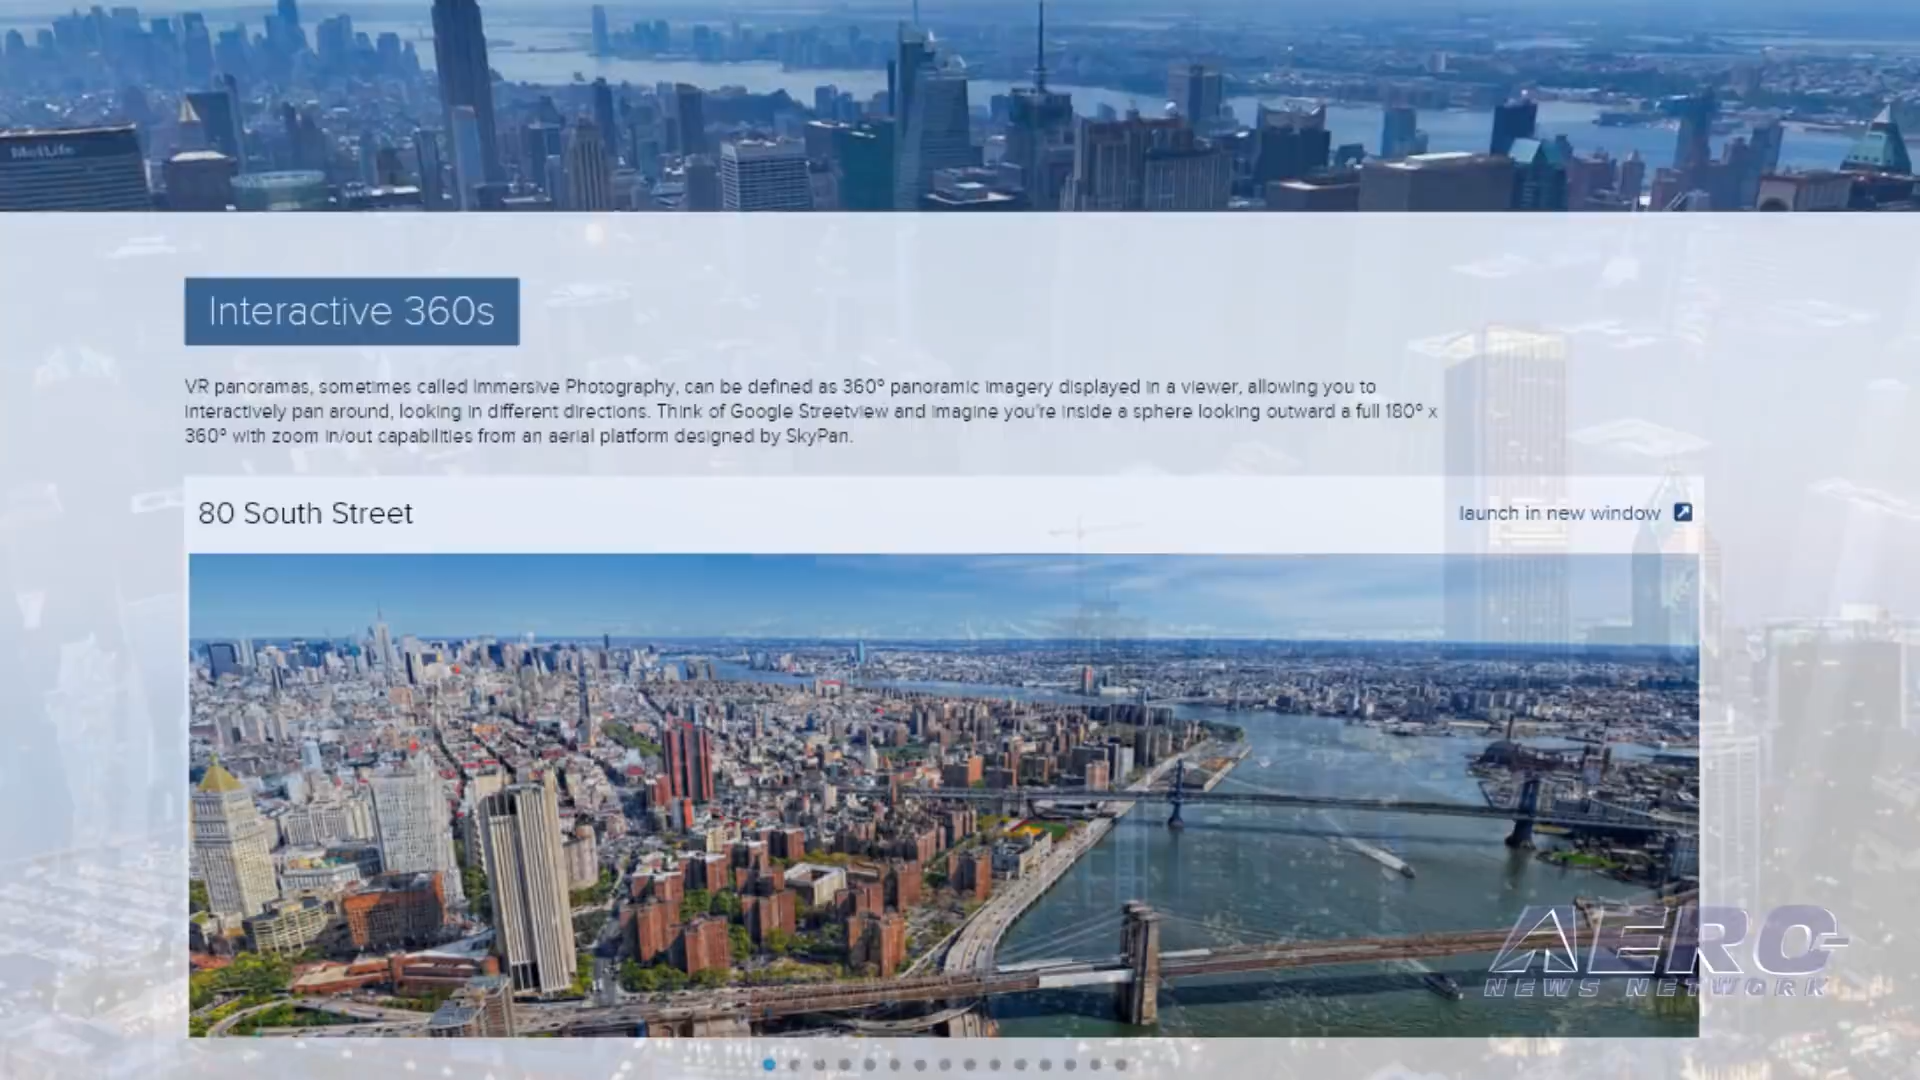 MetLife
Interactive 360s
VR panoramas, sometimes called Immersive Photography, can be defined as 360º panoramic imagery displayed in a viewer, allowing you to
interactively pan around, looking in different directions. Think of Google Streetview and imagine you're inside a sphere looking outward a full 180º x
360º with zoom in/out capabilities from an aerial platform designed by SkyPan.
80 South Street
launch in new window
AERO
NEWS NETWORK